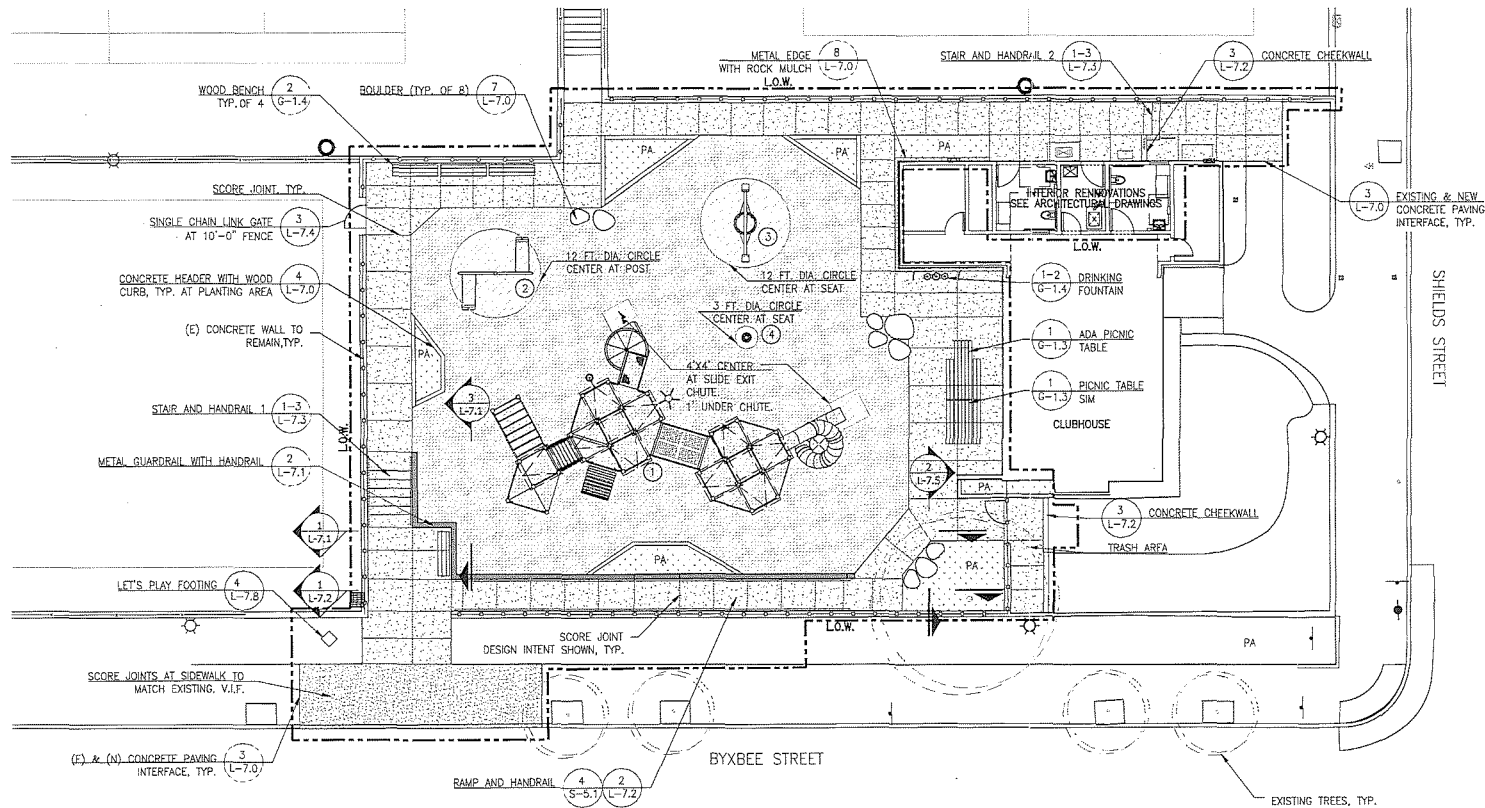 METAL EDGE
WITH ROCK MULCH
8
L-7.0
STAIR AND HANDRAIL 2
1-3
L-7.3
3
L-7.2
CONCRETE CHEEKWALL
L.O.W.
WOOD BENCH
TYP. OF 4
2
G-1.4
BOULDER (TYP. OF 8)
7
L-7.0
PA
PA
PA
SCORE JOINT, TYP.
INTERIOR RENNOVATIONS
SEE ARCHITECTURAL DRAWINGS
3
L-7.0
EXISTING & NEW
CONCRETE PAVING
INTERFACE, TYP.
SINGLE CHAIN LINK GATE
AT 10'-0" FENCE
3
L-7.4
3
L.O.W.
12 FT. DIA. CIRCLE
CENTER AT POST
2
12 FT. DIA. CIRCLE
CENTER AT SEAT
CONCRETE HEADER WITH WOOD
CURB, TYP. AT PLANTING AREA
4
L-7.0
1-2
G-1.4
DRINKING
FOUNTAIN
3 FT. DIA. CIRCLE
CENTER AT SEAT
4
(E) CONCRETE WALL TO
REMAIN,TYP.
PA
1
G-1.3
ADA PICNIC
TABLE
4'X4' CENTER
AT SLIDE EXIT
CHUTE.
1' UNDER CHUTE.
1
G-1.3
PICNIC TABLE
SIM
CLUBHOUSE
SHIELDS STREET
3
L-7.1
STAIR AND HANDRAIL 1
1-3
L-7.3
L.O.W.
METAL GUARDRAIL WITH HANDRAIL
2
L-7.1
1
2
L-7.5
PA
3
L-7.2
CONCRETE CHEEKWALL
1
L-7.1
TRASH AREA
PA
PA
LET'S PLAY FOOTING
4
L-7.8
1
L-7.2
SCORE JOINT
DESIGN INTENT SHOWN, TYP.
L.O.W.
PA
SCORE JOINTS AT SIDEWALK TO
MATCH EXISTING. V.I.F.
(E) & (N) CONCRETE PAVING
INTERFACE, TYP.
3
L-7.0
BYXBEE STREET
RAMP AND HANDRAIL
4
S-5.1
2
L-7.2
EXISTING TREES, TYP.